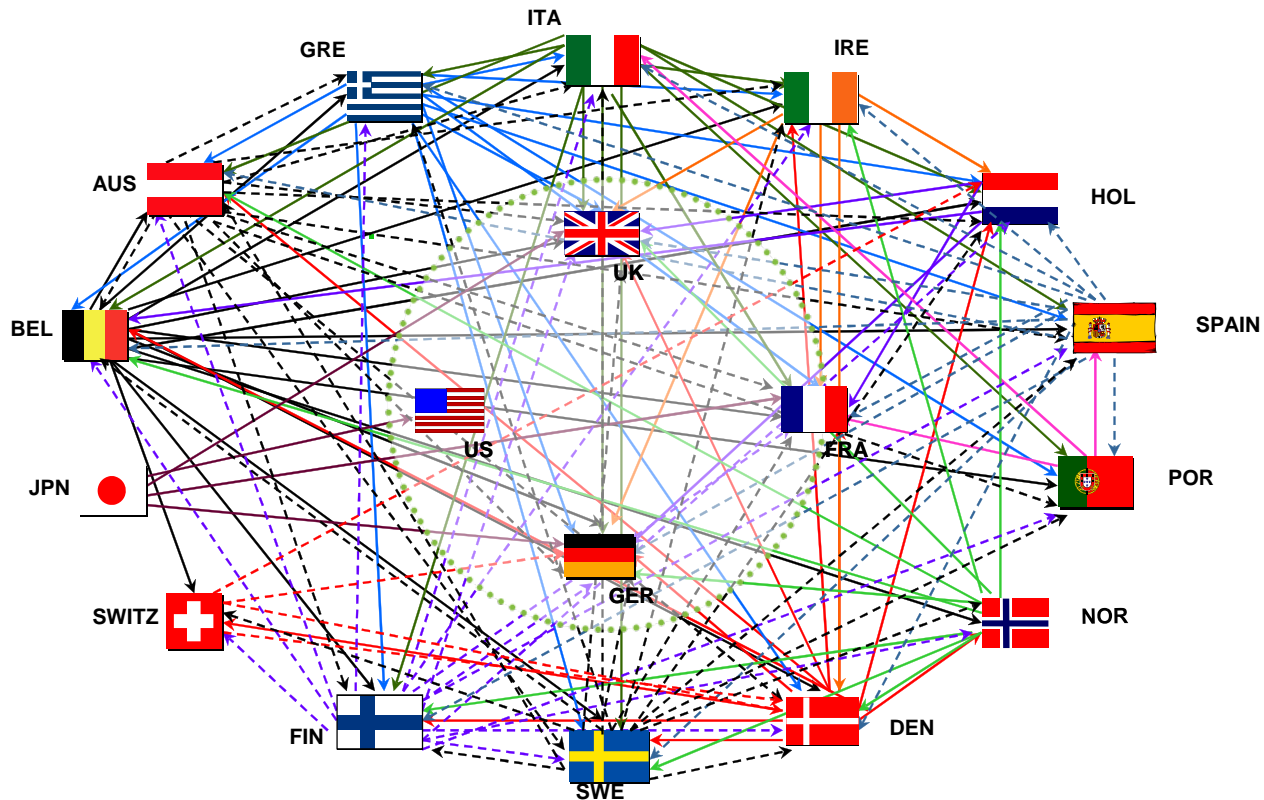 ITA
GRE
IRE
AUS
HOL
UK
BEL
SPAIN
US
FRA
JPN
POR
GER
SWITZ
NOR
FIN
DEN
SWE